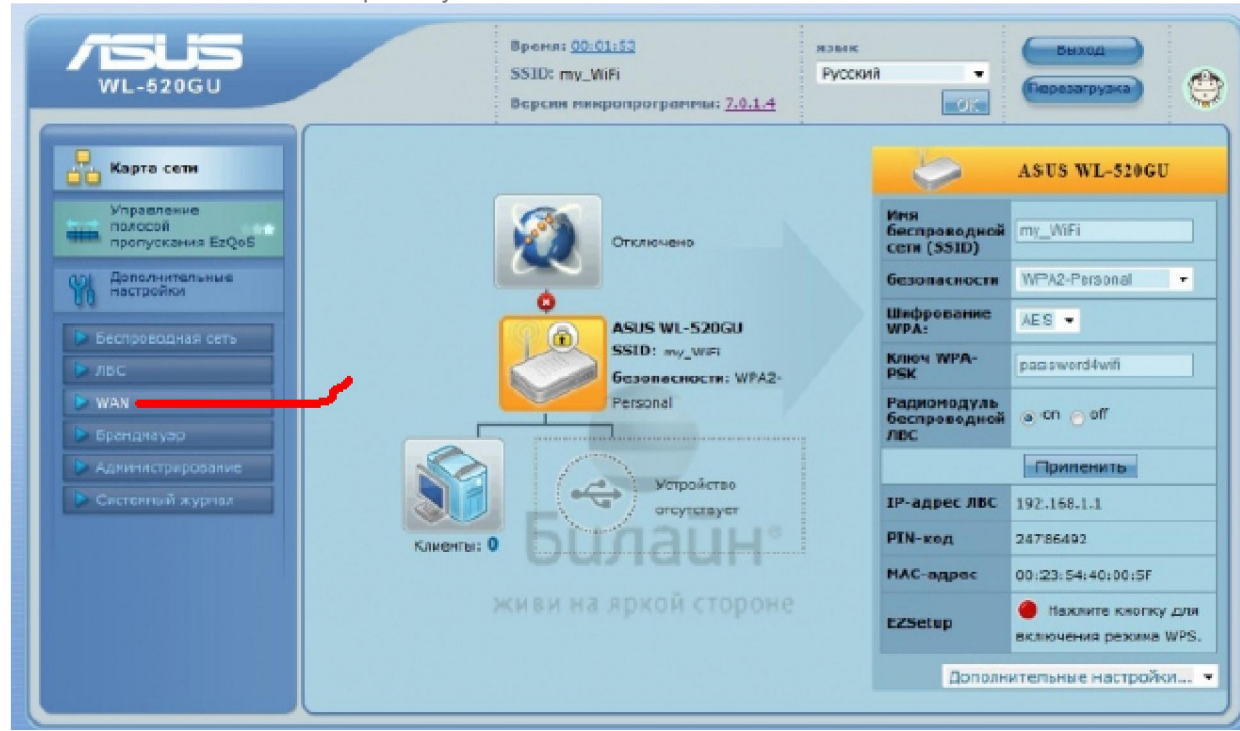 ASUS
WL-520GU
Время: 00:01:53
SSID: my_WiFi
Версия микропрограммы: 7.0.1.4
язык
Русский
OK
Выход
Перезагрузка
Карта сети
Управление
полосой
пропускания EzQoS
Дополнительные
настройки
Беспроводная сеть
ЛВС
WAN
Брандмауэр
Администрирование
Системный журнал
Отключено
ASUS WL-520GU
SSID: my_WiFi
безопасности: WPA2-
Personal
Клиенты: 0
Устройство
отсутствует
Билайн®
живи на яркой стороне
ASUS WL-520GU
Имя
беспроводной
сети (SSID)
my_WiFi
безопасности
WPA2-Personal
Шифрование
WPA:
AES
Ключ WPA-
PSK
password4wifi
Радиомодуль
беспроводной
ЛВС
on off
Применить
IP-адрес ЛВС
192.168.1.1
PIN-код
24786492
MAC-адрес
00:23:54:40:00:5F
EZSetup
Нажмите кнопку для
включения режима WPS.
Дополнительные настройки...